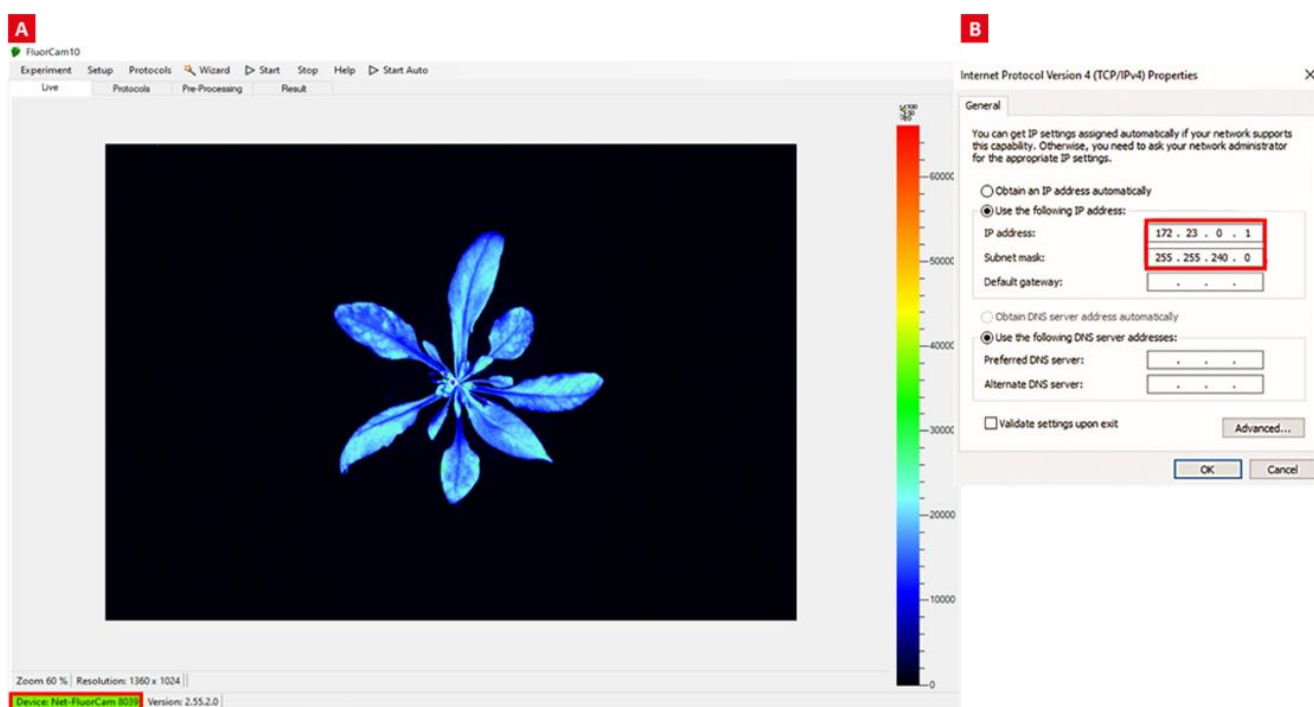 A
FluorCam10
Experiment Setup Protocols Wizard Start Stop Help Start Auto
Live Protocols Pre-Processing Result
60000
50000
40000
30000
20000
10000
0
Zoom 60 % Resolution: 1360 x 1024
Device: Net-FluorCam 8039 Version: 2.55.2.0
B
Internet Protocol Version 4 (TCP/IPv4) Properties
General
You can get IP settings assigned automatically if your network supports
this capability. Otherwise, you need to ask your network administrator
for the appropriate IP settings.
Obtain an IP address automatically
Use the following IP address:
IP address: 172 . 23 . 0 . 1
Subnet mask: 255 . 255 . 240 . 0
Default gateway: . . .
Obtain DNS server address automatically
Use the following DNS server addresses:
Preferred DNS server: . . .
Alternate DNS server: . . .
Validate settings upon exit Advanced...
OK Cancel